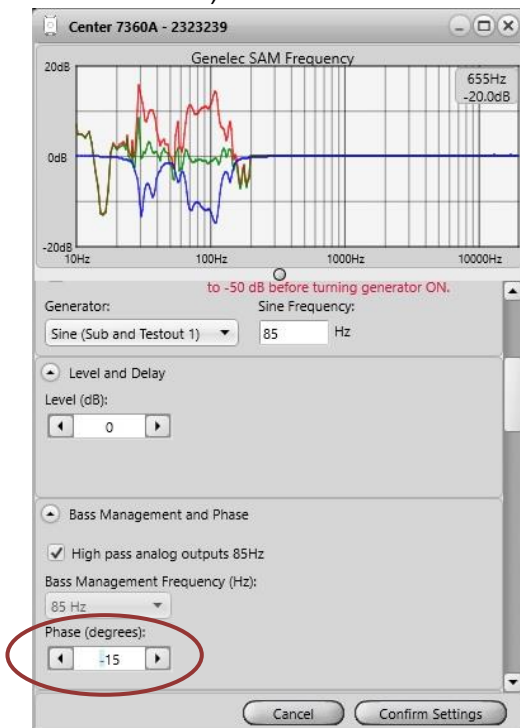 Center 7360A - 2323239
Genelec SAM Frequency
20dB
655Hz
-20.0dB
0dB
-20dB
10Hz 100Hz 1000Hz 10000Hz
to -50 dB before turning generator ON.
Generator: Sine Frequency:
Sine (Sub and Testout 1) 85 Hz
Level and Delay
Level (dB):
0
Bass Management and Phase
High pass analog outputs 85Hz
Bass Management Frequency (Hz):
85 Hz
Phase (degrees):
-15
Cancel Confirm Settings